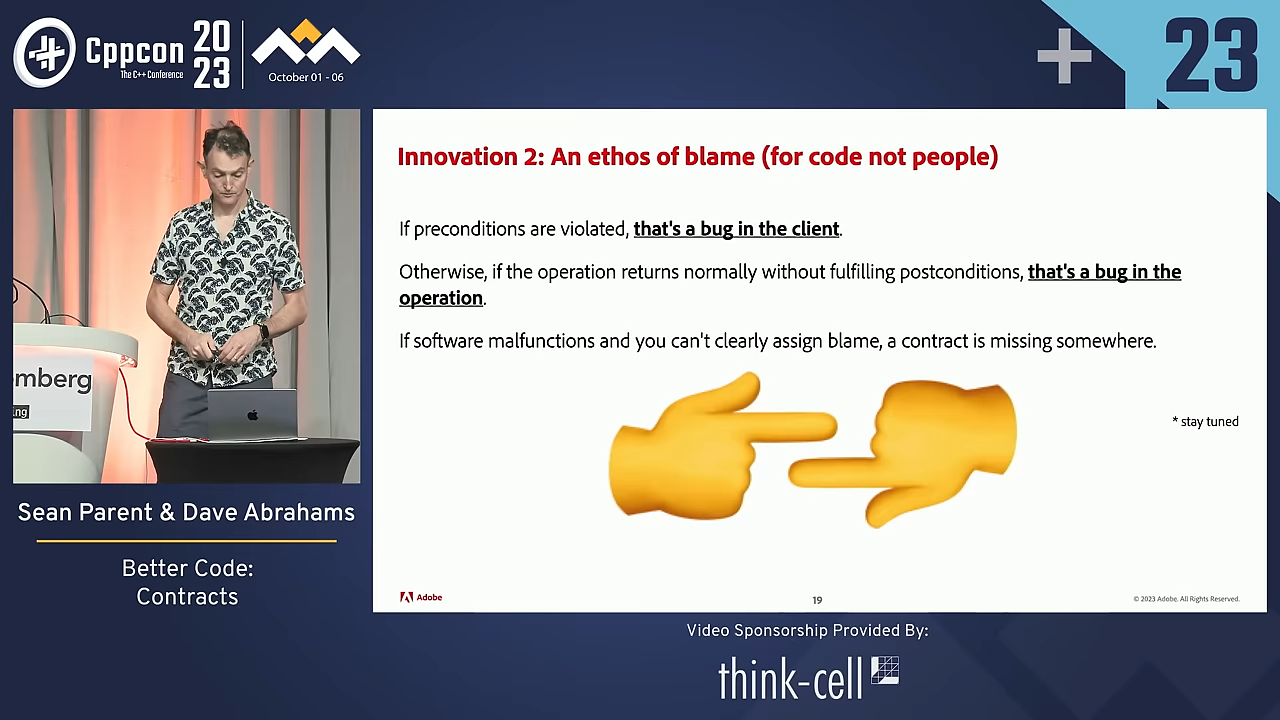 Cppcon
The C++ Conference
20
23
October 01 - 06
23
omberg
ing
Sean Parent & Dave Abrahams
Better Code:
Contracts
Innovation 2: An ethos of blame (for code not people)
If preconditions are violated, that's a bug in the client.
Otherwise, if the operation returns normally without fulfilling postconditions, that's a bug in the
operation.
If software malfunctions and you can't clearly assign blame, a contract is missing somewhere.
* stay tuned
Adobe
19
© 2023 Adobe. All Rights Reserved.
Video Sponsorship Provided By:
think-cell